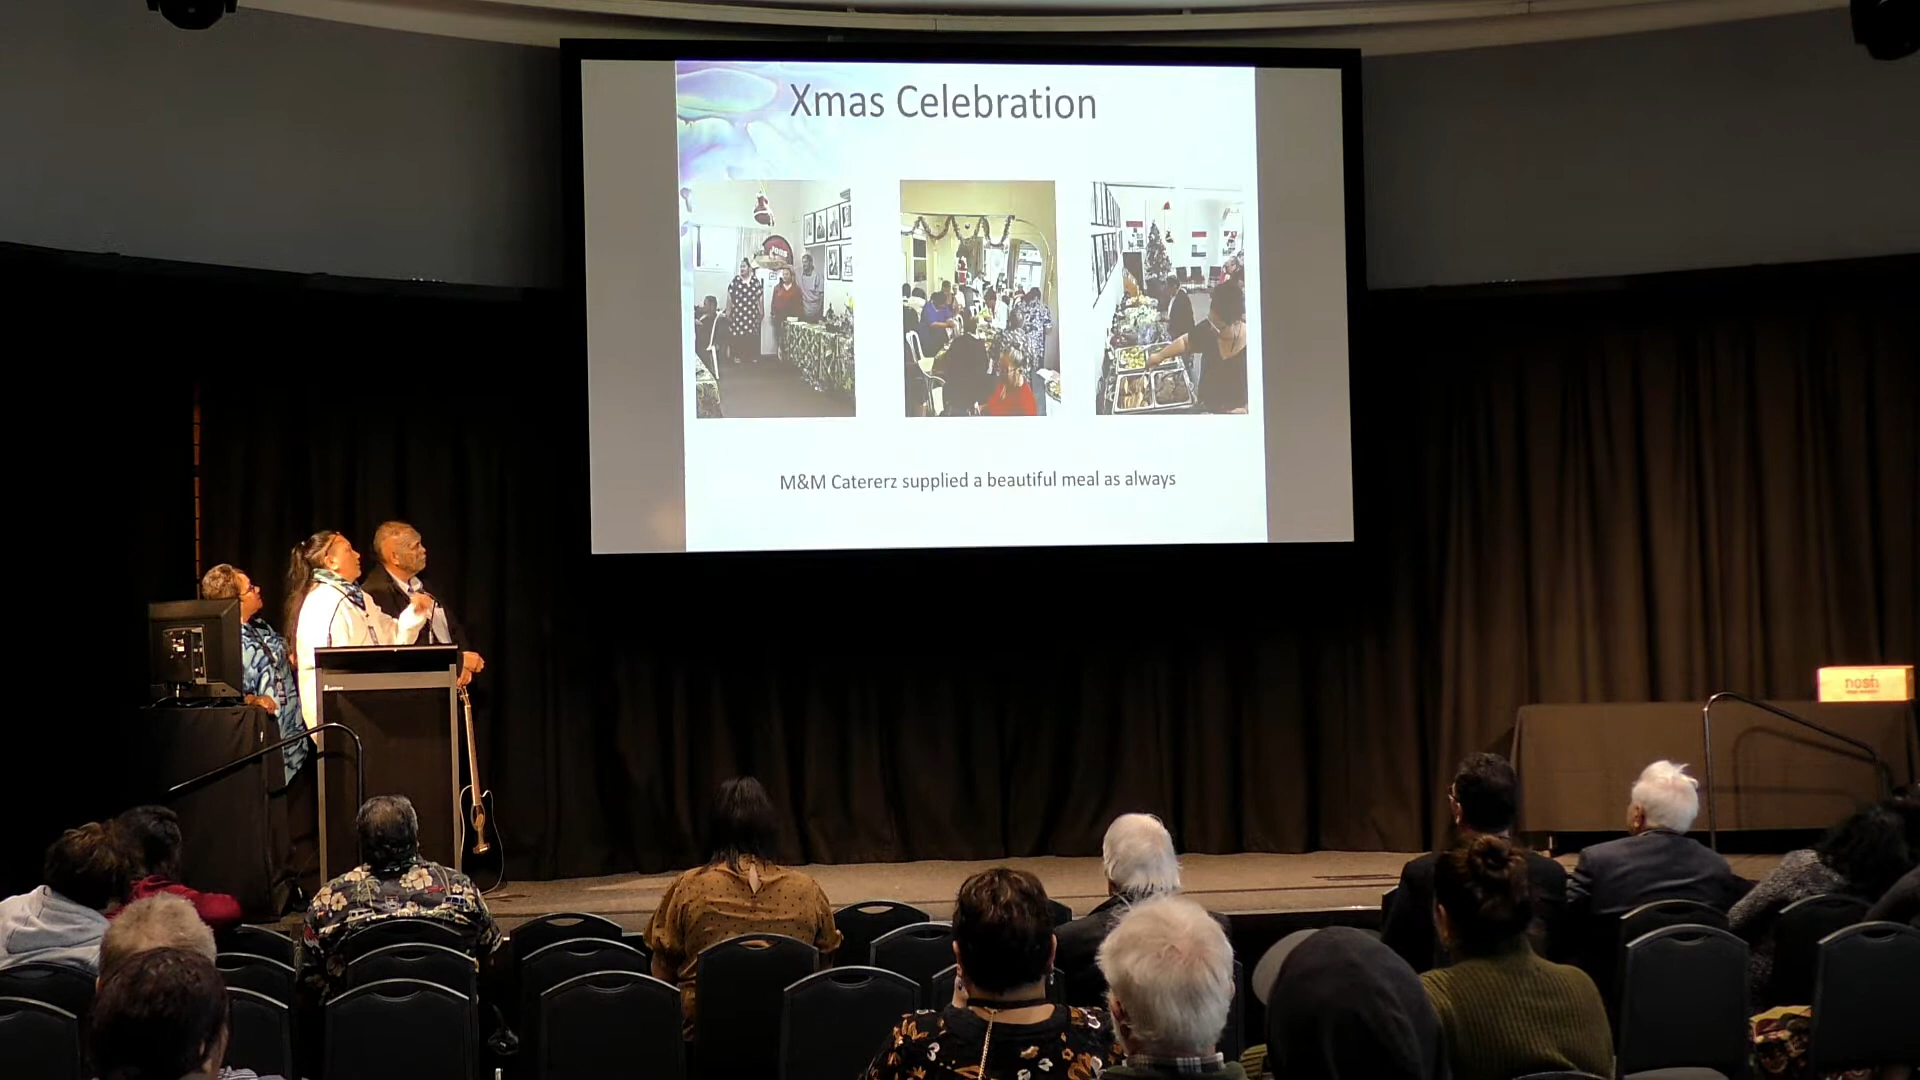 Xmas Celebration
M&M Catererz supplied a beautiful meal as always
nosh